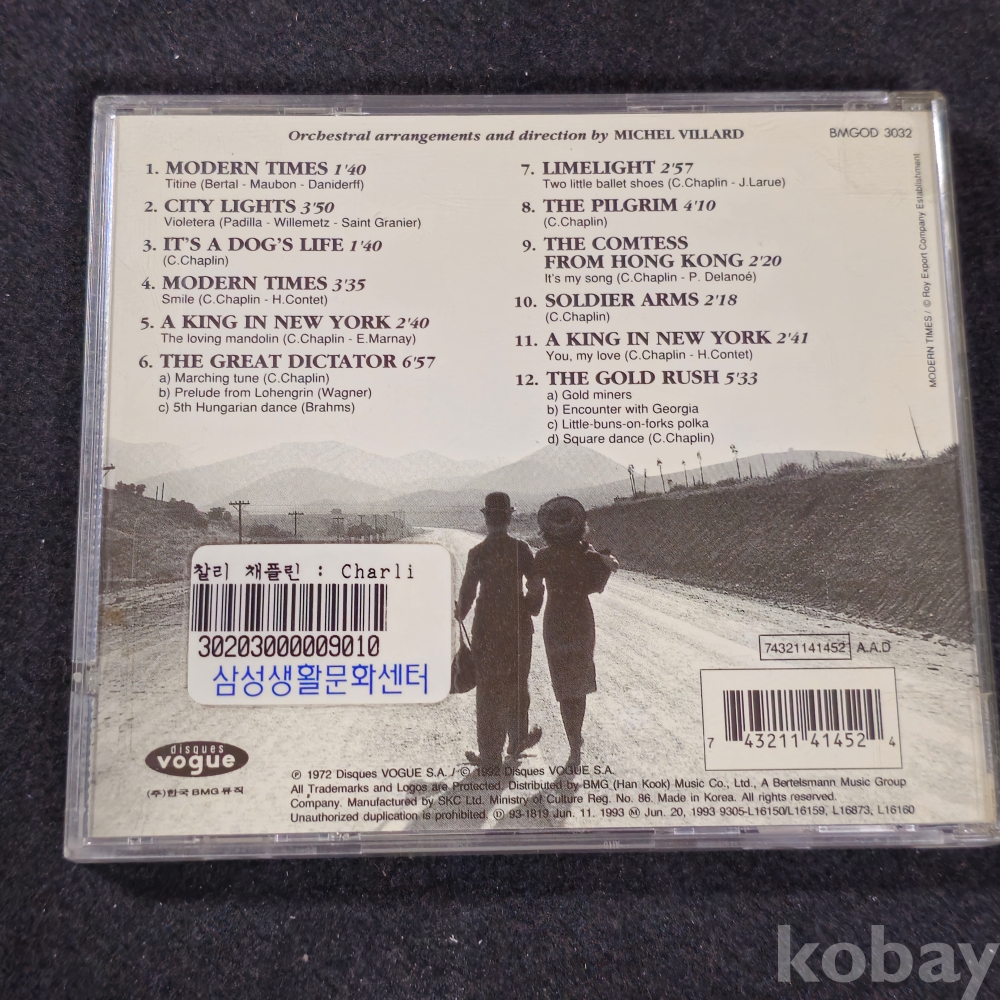 Orchestral arrangements and direction by MICHEL VILLARD
BMGOD 3032
1. MODERN TIMES 1'40
Titine (Bertal - Maubon - Daniderff)
2. CITY LIGHTS 3'50
Violetera (Padilla - Willemetz - Saint Granier)
3. IT'S A DOG'S LIFE 1'40
(C.Chaplin)
4. MODERN TIMES 3'35
Smile (C.Chaplin - H.Contet)
5. A KING IN NEW YORK 2'40
The loving mandolin (C.Chaplin - E.Marnay)
6. THE GREAT DICTATOR 6'57
a) Marching tune (C.Chaplin)
b) Prelude from Lohengrin (Wagner)
c) 5th Hungarian dance (Brahms)
7. LIMELIGHT 2'57
Two little ballet shoes (C.Chaplin - J.Larue)
8. THE PILGRIM 4'10
(C.Chaplin)
9. THE COMTESS
FROM HONG KONG 2'20
It's my song (C.Chaplin - P. Delanoé)
10. SOLDIER ARMS 2'18
(C.Chaplin)
11. A KING IN NEW YORK 2'41
You, my love (C.Chaplin - H.Contet)
12. THE GOLD RUSH 5'33
a) Gold miners
b) Encounter with Georgia
c) Little-buns-on-forks polka
d) Square dance (C.Chaplin)
MODERN TIMES / © Roy Export Company Establishment
찰리 채플린 : Charli
30203000009010
삼성생활문화센터
74321141452 A.A.D
7 43211 41452 4
disques
vogue
(주)한국 BMG 뮤직
℗ 1972 Disques VOGUE S.A. / © 1992 Disques VOGUE S.A.
All Trademarks and Logos are Protected. Distributed by BMG (Han Kook) Music Co., Ltd., A Bertelsmann Music Group
Company. Manufactured by SKC Ltd. Ministry of Culture Reg. No. 86. Made in Korea. All rights reserved.
Unauthorized duplication is prohibited. Ⓓ 93-1819 Jun. 11. 1993 Ⓜ Jun. 20, 1993 9305-L16150/L16159, L16873, L16160
kobay